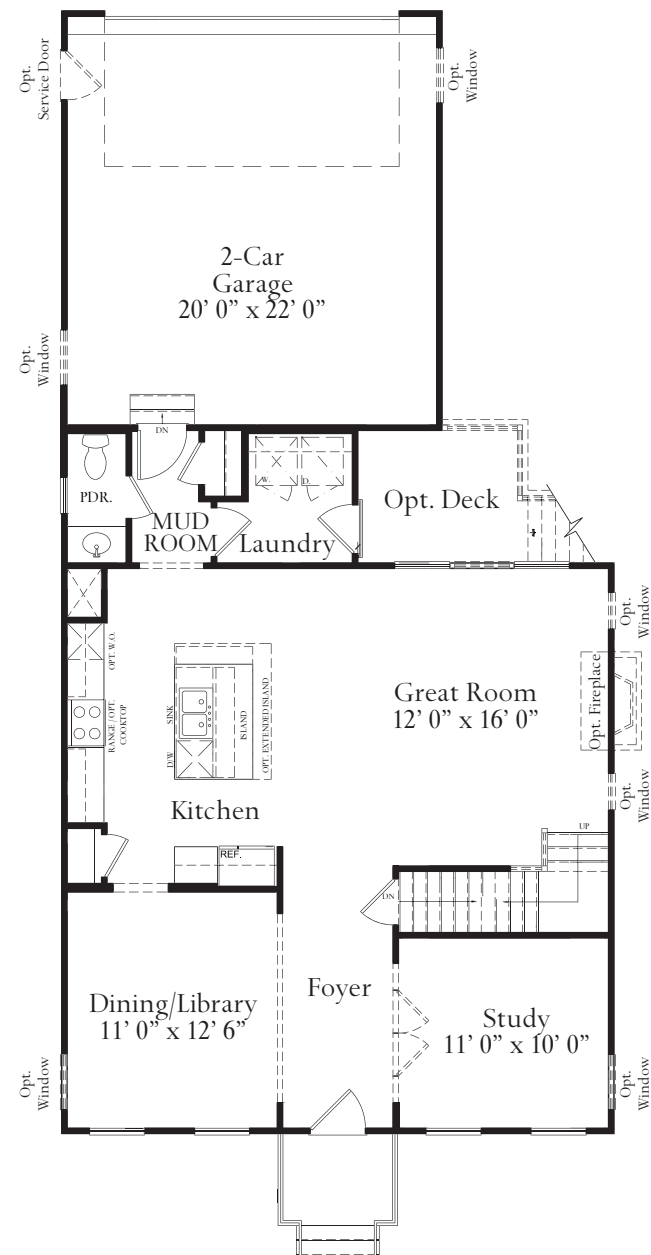 Opt.
Service Door
Opt.
Window
2-Car
Garage
20' 0" x 22' 0"
Opt.
Window
DN
PDR.
W.
D.
MUD
ROOM
Laundry
Opt. Deck
OPT. W.O.
RANGE / OPT.
COOKTOP
SINK
D/W
ISLAND
OPT. EXTENDED ISLAND
Great Room
12' 0" x 16' 0"
Opt.
Window
Opt. Fireplace
Opt.
Window
Kitchen
REF.
UP
DN
Dining/Library
11' 0" x 12' 6"
Foyer
Study
11' 0" x 10' 0"
Opt.
Window
Opt.
Window